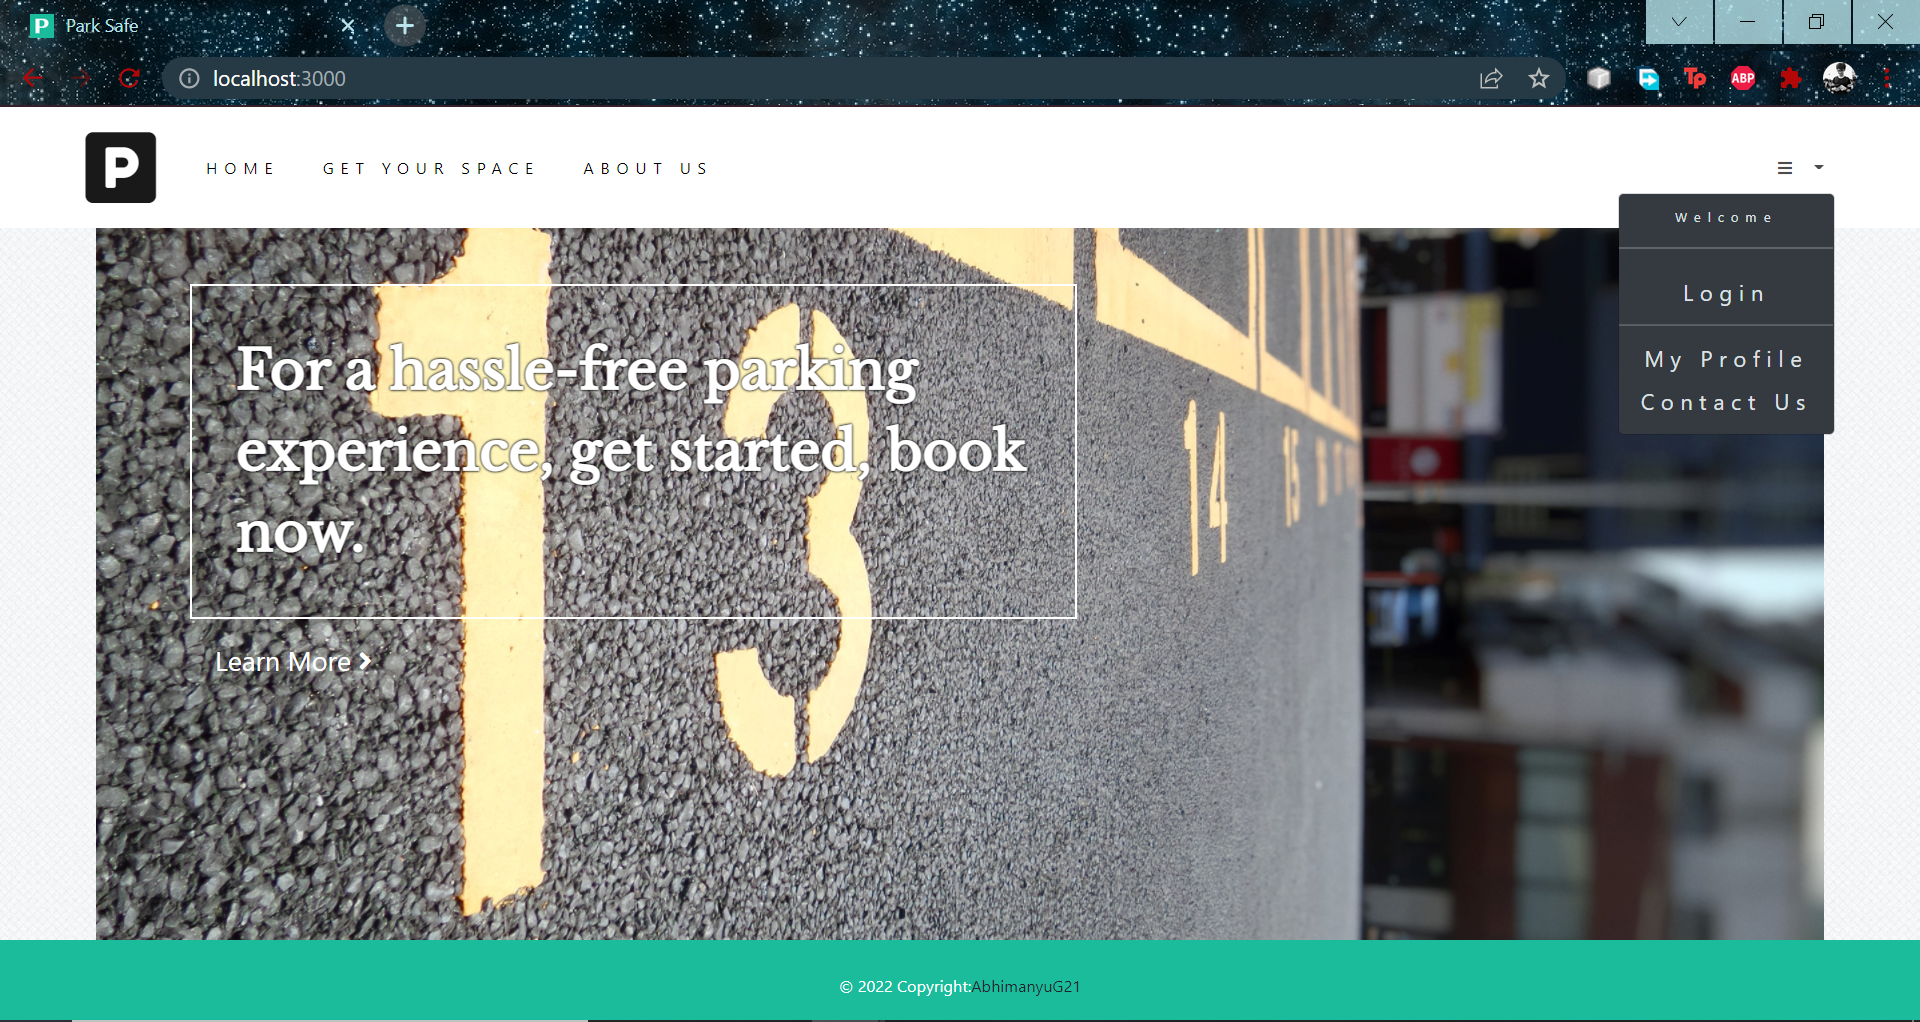 P Park Safe
localhost:3000
Tp
ABP
P
HOME
GET YOUR SPACE
ABOUT US
Welcome
Login
My Profile
Contact Us
For a hassle-free parking
experience, get started, book
now.
Learn More
13
14
15
© 2022 Copyright:AbhimanyuG21